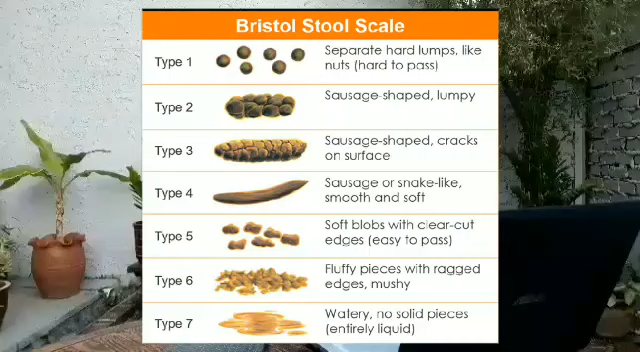 Bristol Stool Scale
Type 1
Separate hard lumps, like
nuts (hard to pass)
Type 2
Sausage-shaped, lumpy
Type 3
Sausage-shaped, cracks
on surface
Type 4
Sausage or snake-like,
smooth and soft
Type 5
Soft blobs with clear-cut
edges (easy to pass)
Type 6
Fluffy pieces with ragged
edges, mushy
Type 7
Watery, no solid pieces
(entirely liquid)